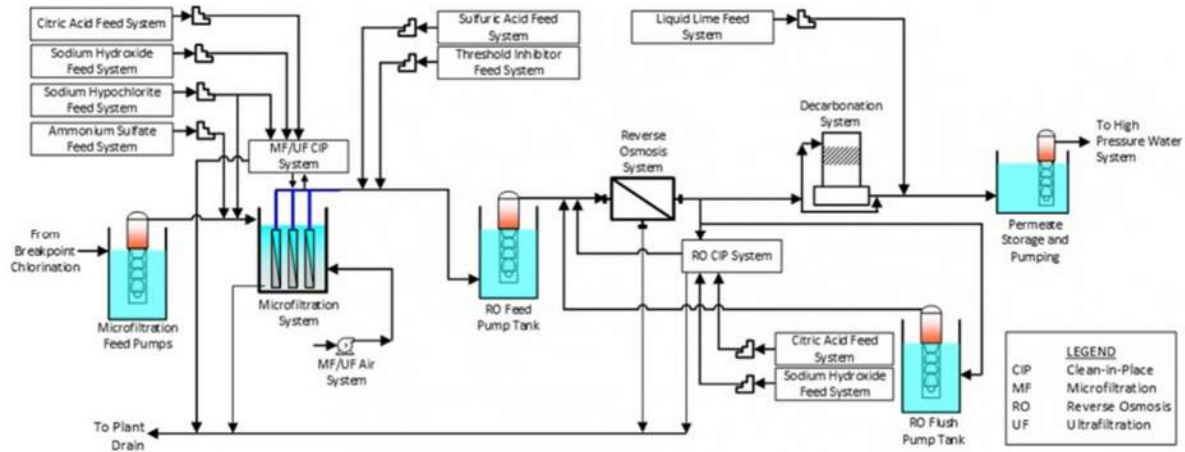 Citric Acid Feed System
Sodium Hydroxide
Feed System
Sodium Hypochlorite
Feed System
Ammonium Sulfate
Feed System
MF/UF CIP
System
Sulfuric Acid Feed
System
Threshold Inhibitor
Feed System
Liquid Lime Feed
System
Decarbonation
System
Reverse
Osmosis
System
To High
Pressure Water
System
From
Breakpoint
Chlorination
Microfiltration
Feed Pumps
Microfiltration
System
MF/UF Air
System
RO Feed
Pump Tank
RO CIP System
Permeate
Storage and
Pumping
Citric Acid Feed
System
Sodium Hydroxide
Feed System
RO Flush
Pump Tank
To Plant
Drain
LEGEND
CIP Clean-in-Place
MF Microfiltration
RO Reverse Osmosis
UF Ultrafiltration